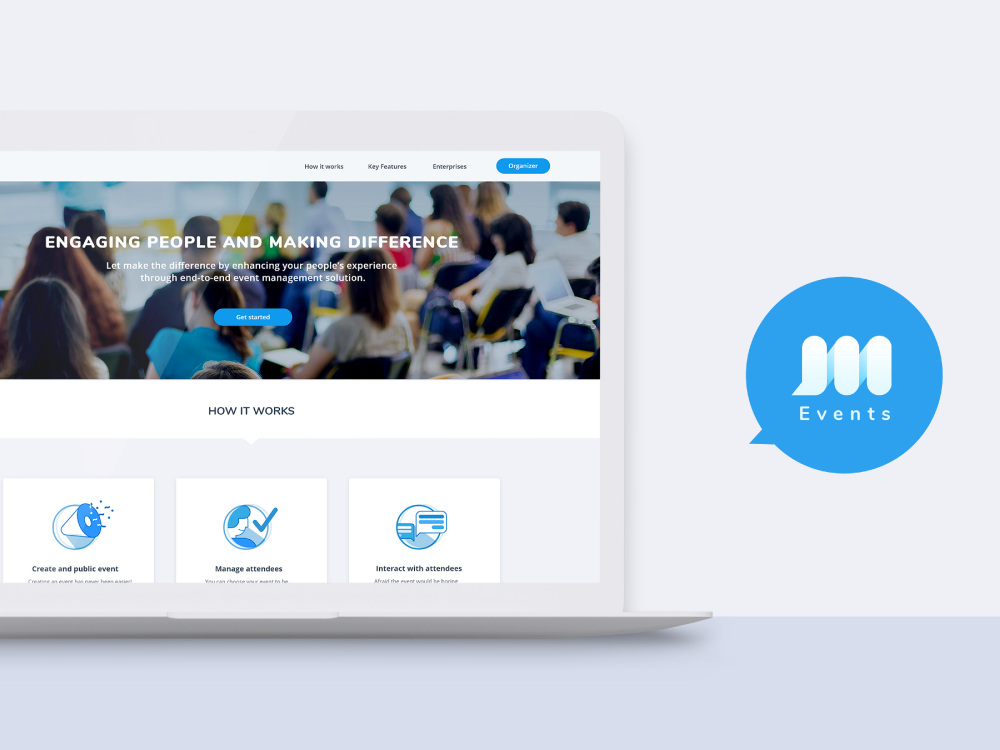 How it works Key Features Enterprises Organizer
ENGAGING PEOPLE AND MAKING DIFFERENCE
Let make the difference by enhancing your people's experience
through end-to-end event management solution.
Get started
HOW IT WORKS
Create and public event
Manage attendees
Interact with attendees
Creating an event has never been easier!
You can choose your event to be
Afraid the event would be boring
Events